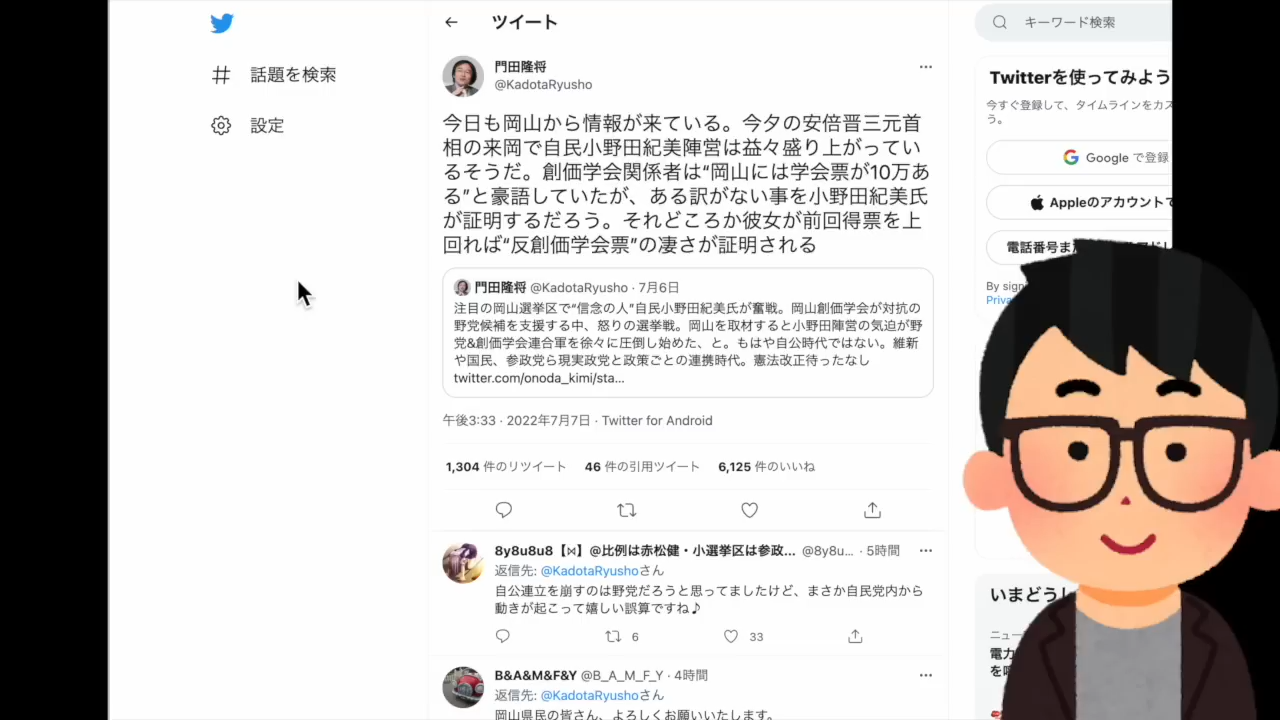 話題を検索
設定
ツイート
門田隆将
@KadotaRyusho
今日も岡山から情報が来ている。今夕の安倍晋三元首
相の来岡で自民小野田紀美陣営は益々盛り上がってい
るそうだ。創価学会関係者は“岡山には学会票が10万あ
る”と豪語していたが、ある訳がない事を小野田紀美氏
が証明するだろう。それどころか彼女が前回得票を上
回れば“反創価学会票”の凄さが証明される
門田隆将 @KadotaRyusho · 7月6日
注目の岡山選挙区で“信念の人”自民小野田紀美氏が奮戦。岡山創価学会が対抗の
野党候補を支援する中、怒りの選挙戦。岡山を取材すると小野田陣営の気迫が野
党&創価学会連合軍を徐々に圧倒し始めた、と。もはや自公時代ではない。維新
や国民、参政党ら現実政党と政策ごとの連携時代。憲法改正待ったなし
twitter.com/onoda_kimi/sta...
午後3:33 · 2022年7月7日 · Twitter for Android
1,304 件のリツイート 46 件の引用ツイート 6,125 件のいいね
8y8u8u8【⋈】@比例は赤松健・小選挙区は参政... @8y8u... · 5時間
返信先: @KadotaRyushoさん
自公連立を崩すのは野党だろうと思ってましたけど、まさか自民党内から
動きが起こって嬉しい誤算ですね♪
6 33
B&A&M&F&Y @B_A_M_F_Y · 4時間
返信先: @KadotaRyushoさん
岡山県民の皆さん、よろしくお願いいたします。
キーワード検索
Twitterを使ってみよう
今すぐ登録して、タイムラインをカス
う。
Google で登録
Appleのアカウントで
電話番号ま
By sign
Priva
いまどうし
ニュー
電力
を